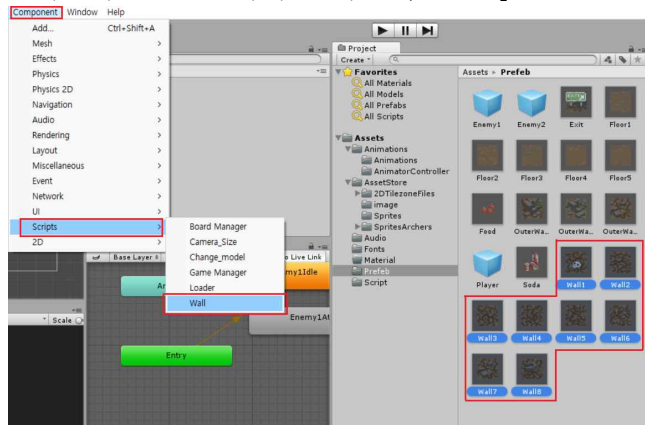 Component Window Help
Add... Ctrl+Shift+A
Mesh
Effects
Physics
Physics 2D
Navigation
Audio
Rendering
Layout
Miscellaneous
Event
Network
UI
Scripts
2D
Board Manager
Camera_Size
Change_model
Game Manager
Loader
Wall
Base Layer
Live Link
my1Idle
Enemy1At
Entry
Scale
Project
Create
Favorites
All Materials
All Models
All Prefabs
All Scripts
Assets
Animations
Animations
AnimatorController
AssetStore
2DTilezoneFiles
image
Sprites
SpritesArchers
Audio
Fonts
Material
Prefeb
Script
Assets ▸ Prefeb
Enemy1 Enemy2 Exit Floor1
Floor2 Floor3 Floor4 Floor5
Food OuterWa... OuterWa... OuterWa...
Player Soda Wall1 Wall2
Wall3 Wall4 Wall5 Wall6
Wall7 Wall8